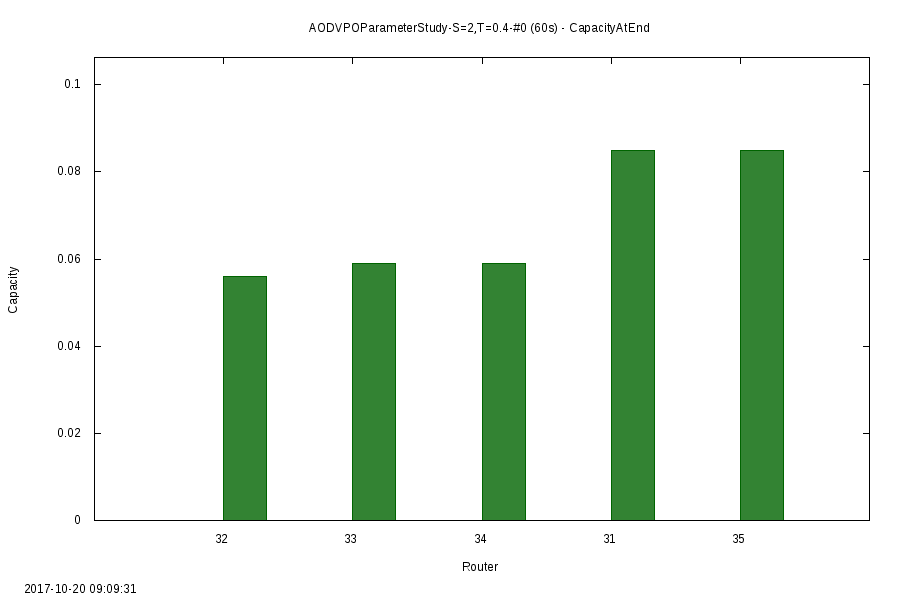 AODVPOParameterStudy-S=2,T=0.4-#0 (60s) - CapacityAtEnd
0.1
0.08
0.06
0.04
0.02
0
Capacity
32 33 34 31 35
Router
2017-10-20 09:09:31